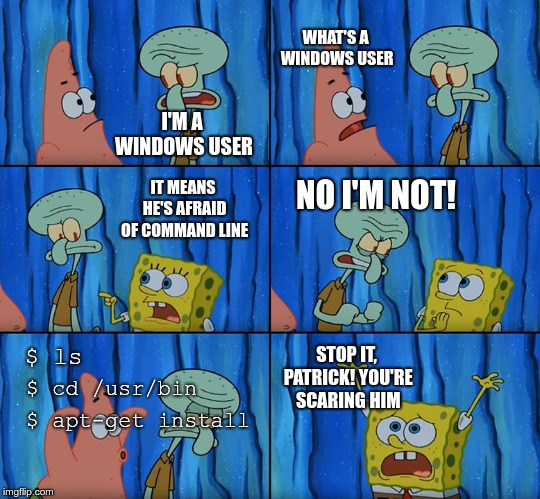 I'M A
WINDOWS USER
WHAT'S A
WINDOWS USER
IT MEANS
HE'S AFRAID
OF COMMAND LINE
NO I'M NOT!
$ ls
$ cd /usr/bin
$ apt-get install
STOP IT,
PATRICK! YOU'RE
SCARING HIM
imgflip.com